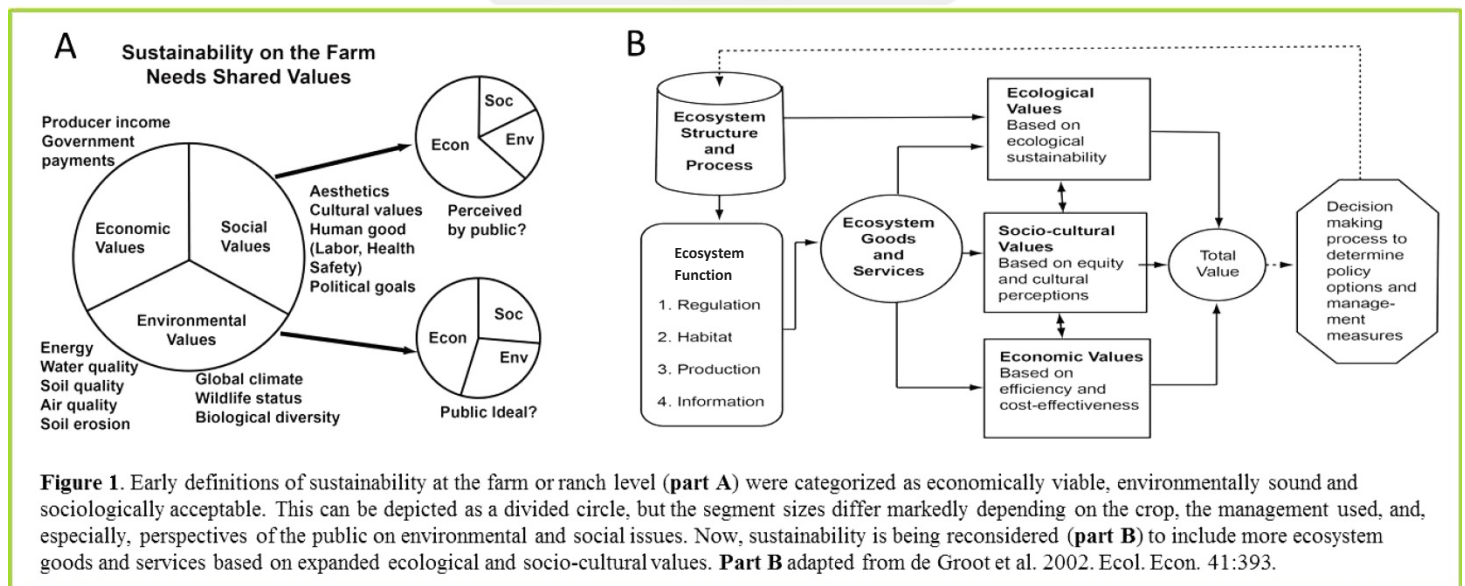 A
Sustainability on the Farm
Needs Shared Values
Producer income
Government
payments
Economic
Values
Social
Values
Environmental
Values
Aesthetics
Cultural values
Human good
(Labor, Health
Safety)
Political goals
Energy
Water quality
Soil quality
Air quality
Soil erosion
Global climate
Wildlife status
Biological diversity
Soc
Econ
Env
Perceived
by public?
Soc
Econ
Env
Public Ideal?
B
Ecosystem
Structure
and
Process
Ecosystem
Function
1. Regulation
2. Habitat
3. Production
4. Information
Ecosystem
Goods
and
Services
Ecological
Values
Based on
ecological
sustainability
Socio-cultural
Values
Based on equity
and cultural
perceptions
Economic Values
Based on
efficiency and
cost-effectiveness
Total
Value
Decision
making
process to
determine
policy
options and
manage-
ment
measures
Figure 1. Early definitions of sustainability at the farm or ranch level (part A) were categorized as economically viable, environmentally sound and
sociologically acceptable. This can be depicted as a divided circle, but the segment sizes differ markedly depending on the crop, the management used, and,
especially, perspectives of the public on environmental and social issues. Now, sustainability is being reconsidered (part B) to include more ecosystem
goods and services based on expanded ecological and socio-cultural values. Part B adapted from de Groot et al. 2002. Ecol. Econ. 41:393.